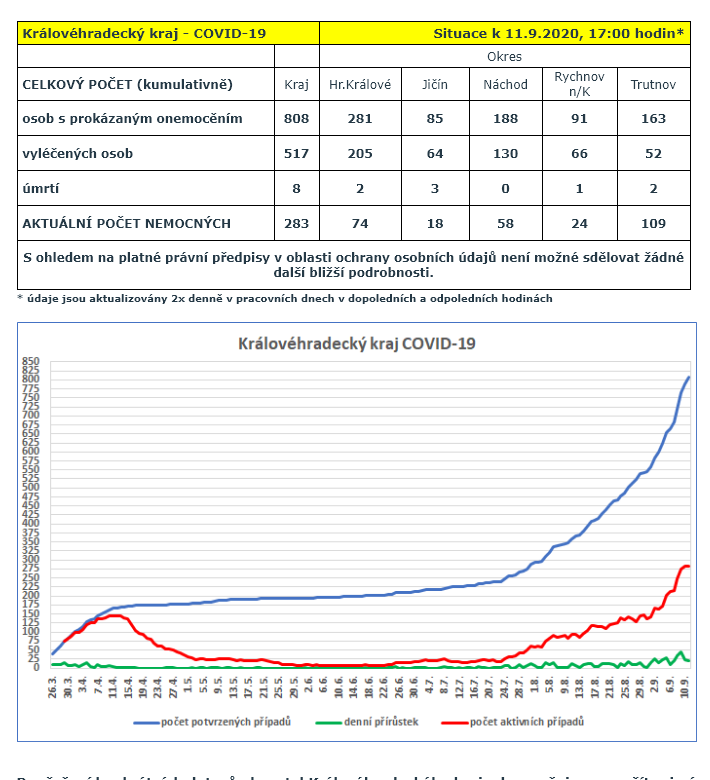 Královéhradecký kraj - COVID-19 Situace k 11.9.2020, 17:00 hodin*
Okres
CELKOVÝ POČET (kumulativně) Kraj Hr.Králové Jičín Náchod Rychnov n/K Trutnov
osob s prokázaným onemocěním 808 281 85 188 91 163
vyléčených osob 517 205 64 130 66 52
úmrtí 8 2 3 0 1 2
AKTUÁLNÍ POČET NEMOCNÝCH 283 74 18 58 24 109
S ohledem na platné právní předpisy v oblasti ochrany osobních údajů není možné sdělovat žádné
další bližší podrobnosti.
* údaje jsou aktualizovány 2x denně v pracovních dnech v dopoledních a odpoledních hodinách
Královéhradecký kraj COVID-19
850
825
800
775
750
725
700
675
650
625
600
575
550
525
500
475
450
425
400
375
350
325
300
275
250
225
200
175
150
125
100
75
50
25
0
26.3. 30.3. 3.4. 7.4. 11.4. 15.4. 19.4. 23.4. 27.4. 1.5. 5.5. 9.5. 13.5. 17.5. 21.5. 25.5. 29.5. 2.6. 6.6. 10.6. 14.6. 18.6. 22.6. 26.6. 30.6. 4.7. 8.7. 12.7. 16.7. 20.7. 24.7. 28.7. 1.8. 5.8. 9.8. 13.8. 17.8. 21.8. 25.8. 29.8. 2.9. 6.9. 10.9.
počet potvrzených případů denní přírůstek počet aktivních případů